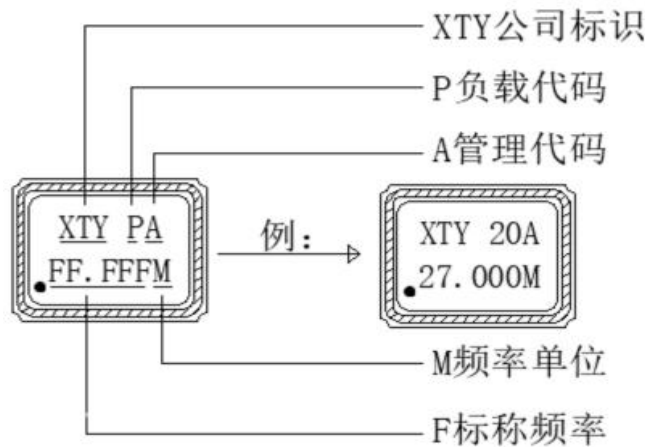 XTY公司标识
P负载代码
A管理代码
XTY PA
FF.FFFM
例:
XTY 20A
27.000M
M频率单位
F标称频率